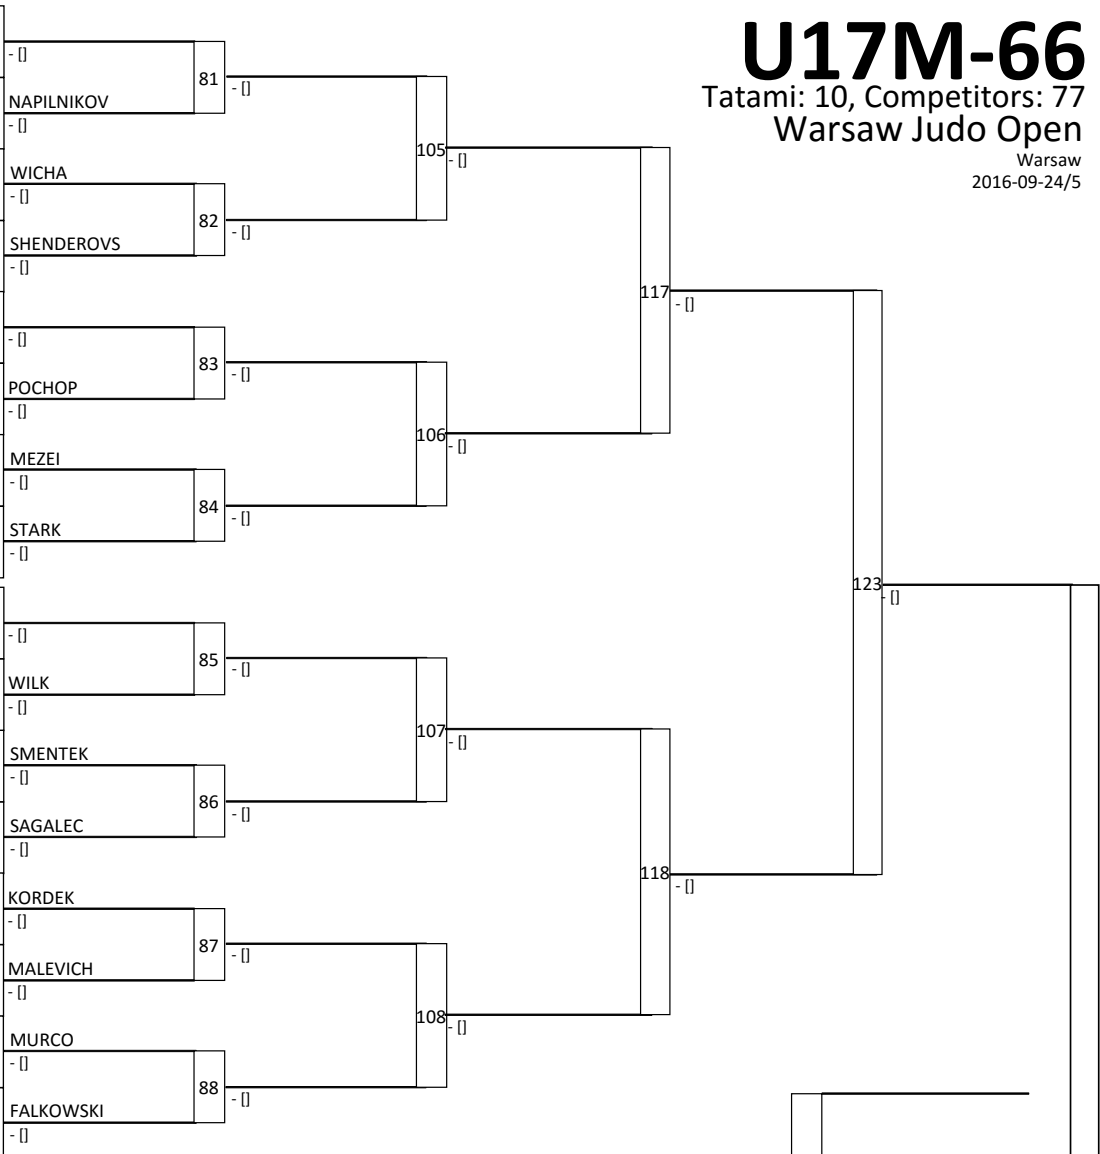 U17M-66
Tatami: 10, Competitors: 77
Warsaw Judo Open
Warsaw
2016-09-24/5
- []
81
- []
NAPILNIKOV
- []
105
- []
WICHA
- []
82
- []
SHENDEROVS
- []
117
- []
- []
83
- []
POCHOP
- []
106
- []
MEZEI
- []
84
- []
STARK
- []
123
- []
- []
85
- []
WILK
- []
107
- []
SMENTEK
- []
86
- []
SAGALEC
- []
118
- []
KORDEK
- []
87
- []
MALEVICH
- []
108
- []
MURCO
- []
88
- []
FALKOWSKI
- []